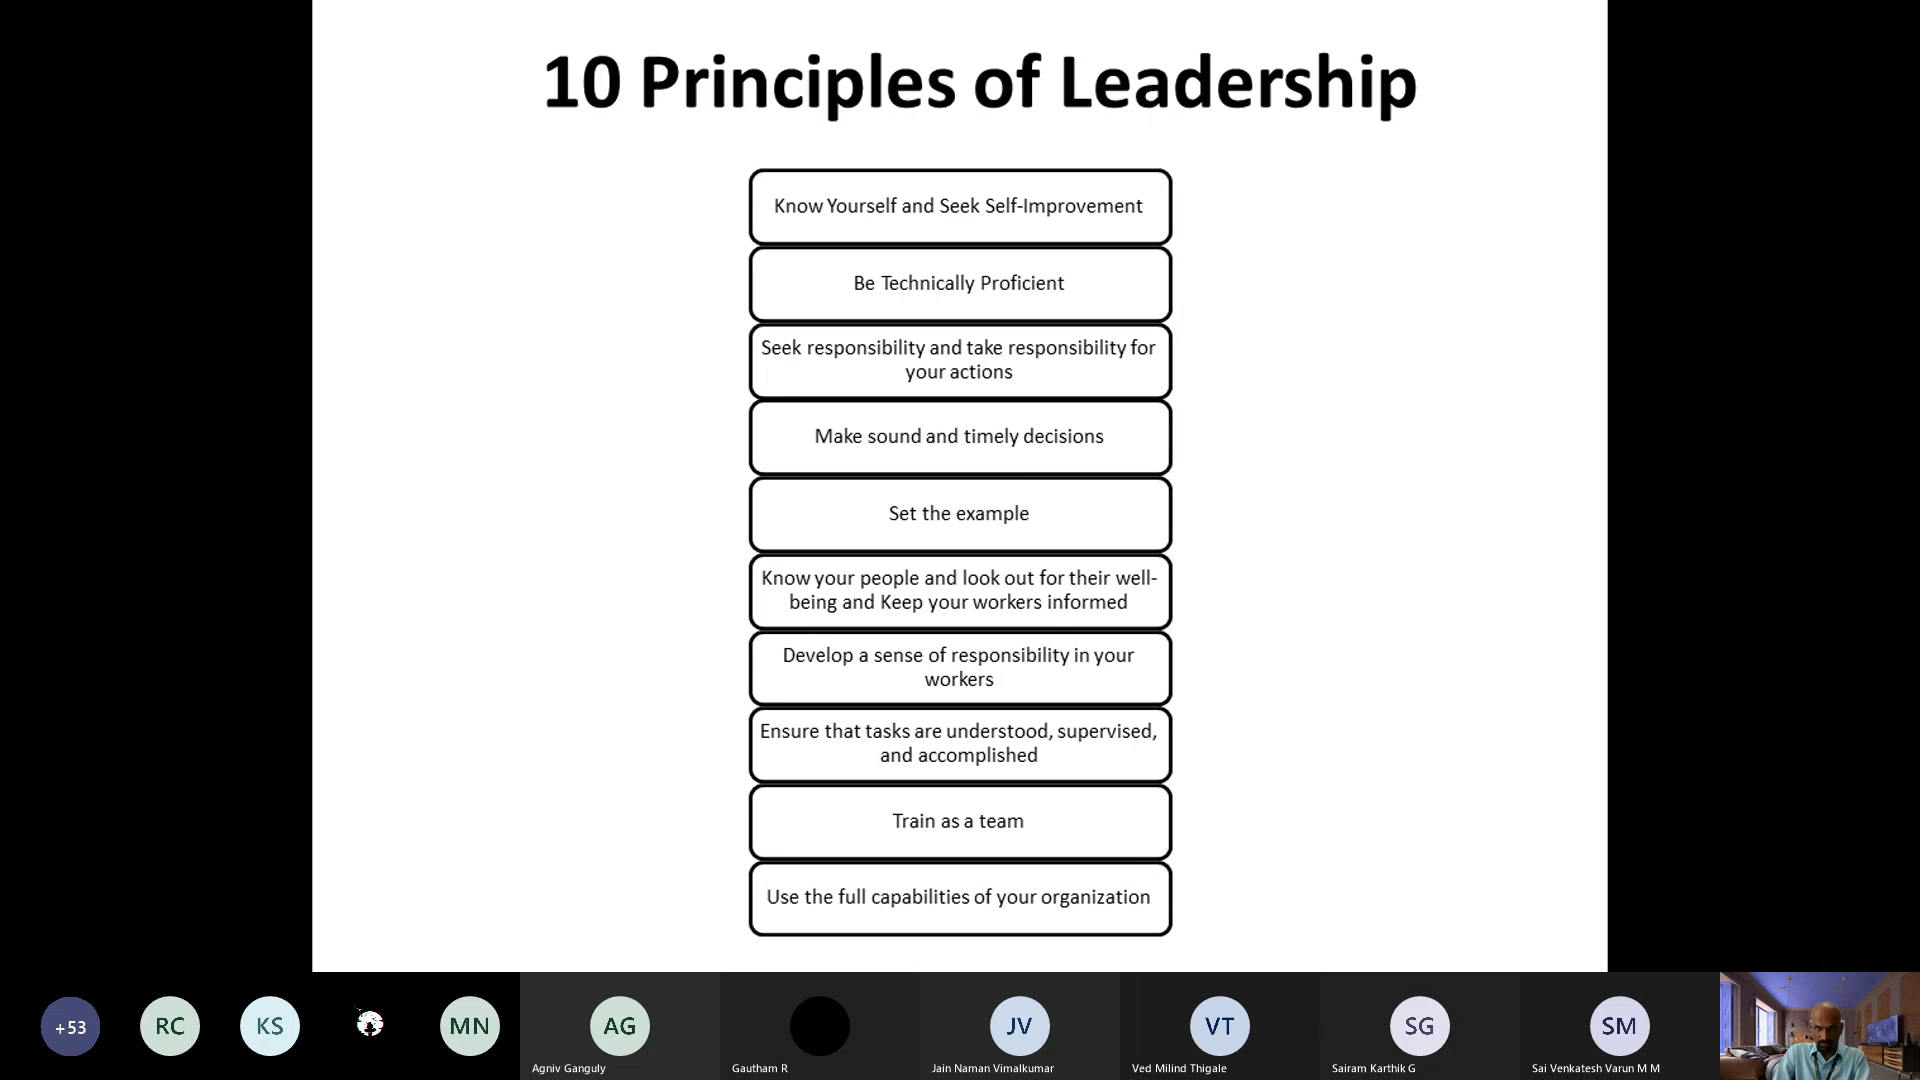 10 Principles of Leadership
Know Yourself and Seek Self-Improvement
Be Technically Proficient
Seek responsibility and take responsibility for
your actions
Make sound and timely decisions
Set the example
Know your people and look out for their well-
being and Keep your workers informed
Develop a sense of responsibility in your
workers
Ensure that tasks are understood, supervised,
and accomplished
Train as a team
Use the full capabilities of your organization
+53
RC
KS
MN
AG
JV
VT
SG
SM
Agniv Ganguly
Gautham R
Jain Naman Vimalkumar
Ved Milind Thigale
Sairam Karthik G
Sai Venkatesh Varun M M